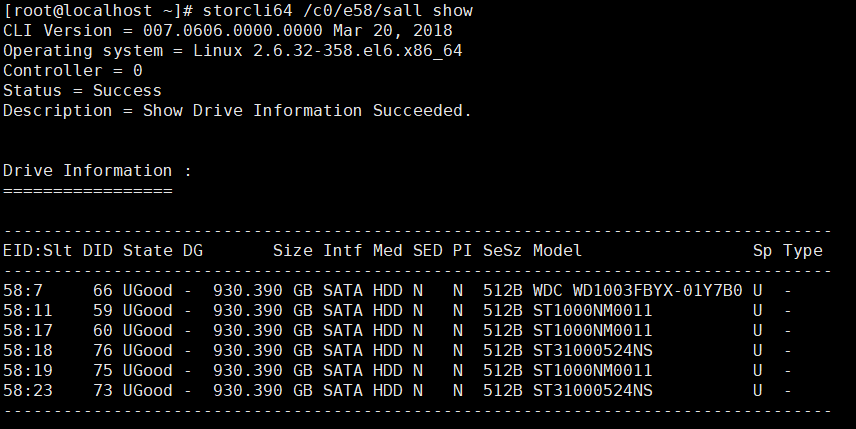 [root@localhost ~]# storcli64 /c0/e58/sall show
CLI Version = 007.0606.0000.0000 Mar 20, 2018
Operating system = Linux 2.6.32-358.el6.x86_64
Controller = 0
Status = Success
Description = Show Drive Information Succeeded.


Drive Information :
=================

-----------------------------------------------------------------------------------
EID:Slt DID State DG       Size Intf Med SED PI SeSz Model                 Sp Type
-----------------------------------------------------------------------------------
58:7     66 UGood -  930.390 GB SATA HDD N   N  512B WDC WD1003FBYX-01Y7B0 U  -
58:11    59 UGood -  930.390 GB SATA HDD N   N  512B ST1000NM0011          U  -
58:17    60 UGood -  930.390 GB SATA HDD N   N  512B ST1000NM0011          U  -
58:18    76 UGood -  930.390 GB SATA HDD N   N  512B ST31000524NS          U  -
58:19    75 UGood -  930.390 GB SATA HDD N   N  512B ST1000NM0011          U  -
58:23    73 UGood -  930.390 GB SATA HDD N   N  512B ST31000524NS          U  -
-----------------------------------------------------------------------------------